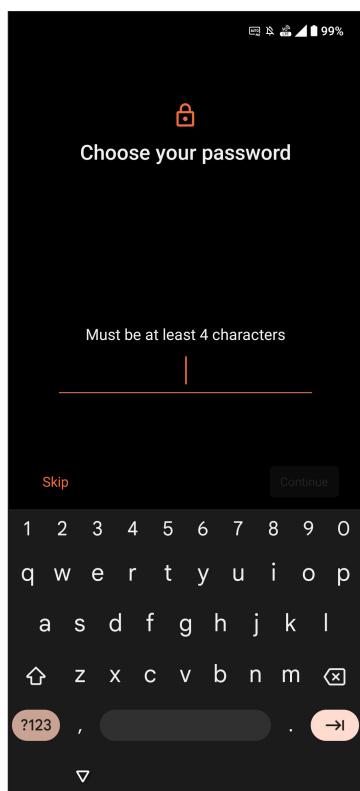 99%
Choose your password
Must be at least 4 characters
Skip Continue
1 2 3 4 5 6 7 8 9 0
q w e r t y u i o p
a s d f g h j k l
z x c v b n m
?123 , .